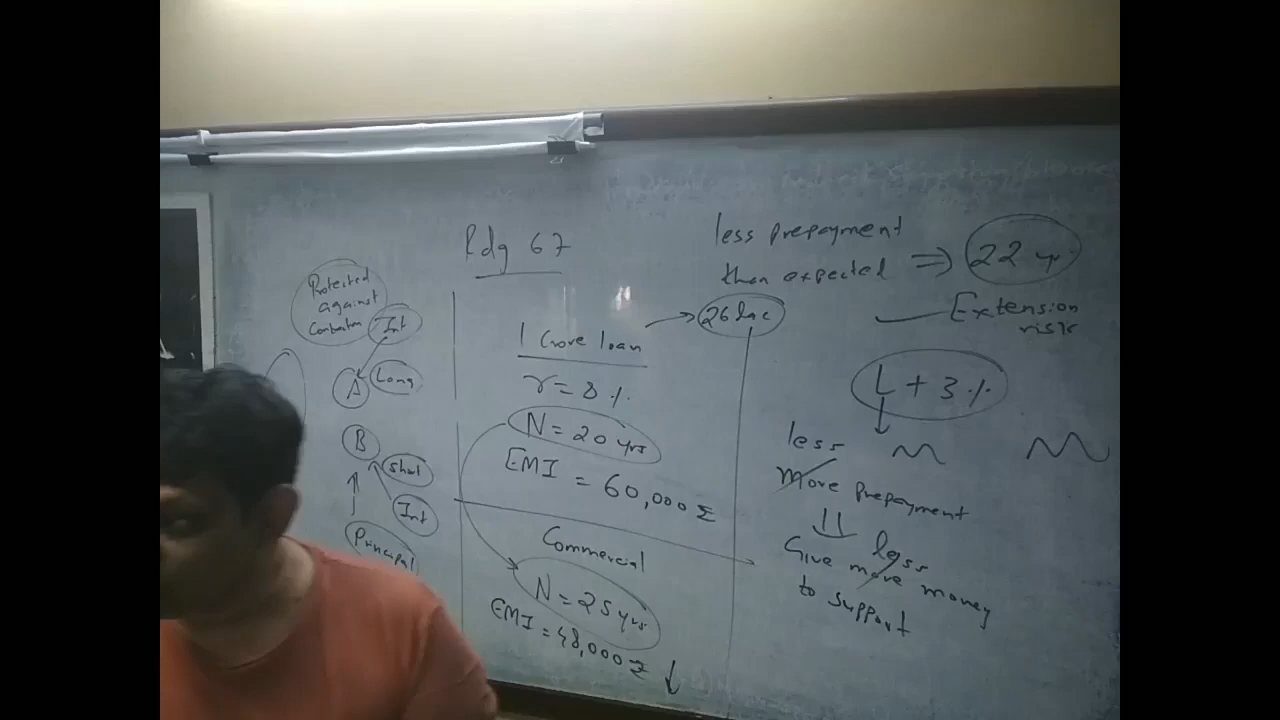 Rdg 67
Protected
against
Contraction
Int
A Long
B
Short
Int
Principal
1 Crore loan
26 lac
r = 8 %
N = 20 yrs
EMI = 60,000
Commercial
N = 25 yrs
EMI = 48,000 ↓
less prepayment
than expected ⇒ 22 yr.
Extension
risk
L + 3 %
less
More prepayment
⇓
less
Give more money
to support